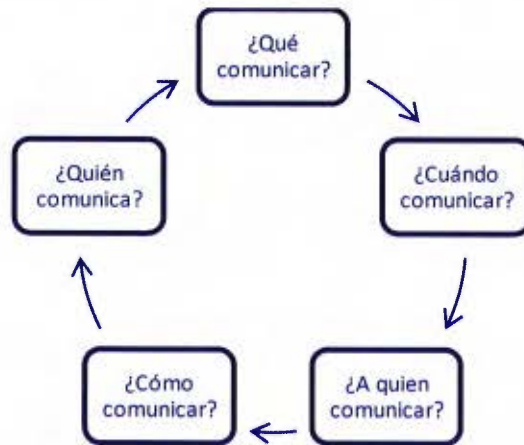 ¿Qué
comunicar?
¿Cuándo
comunicar?
¿A quien
comunicar?
¿Cómo
comunicar?
¿Quién
comunica?